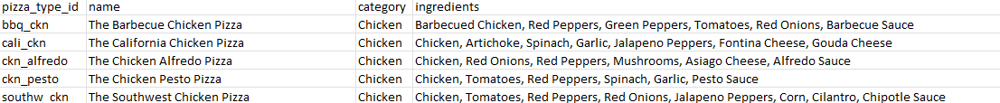 pizza_type_id name category ingredients
bbq_ckn The Barbecue Chicken Pizza Chicken Barbecued Chicken, Red Peppers, Green Peppers, Tomatoes, Red Onions, Barbecue Sauce
cali_ckn The California Chicken Pizza Chicken Chicken, Artichoke, Spinach, Garlic, Jalapeno Peppers, Fontina Cheese, Gouda Cheese
ckn_alfredo The Chicken Alfredo Pizza Chicken Chicken, Red Onions, Red Peppers, Mushrooms, Asiago Cheese, Alfredo Sauce
ckn_pesto The Chicken Pesto Pizza Chicken Chicken, Tomatoes, Red Peppers, Spinach, Garlic, Pesto Sauce
southw_ckn The Southwest Chicken Pizza Chicken Chicken, Tomatoes, Red Peppers, Red Onions, Jalapeno Peppers, Corn, Cilantro, Chipotle Sauce